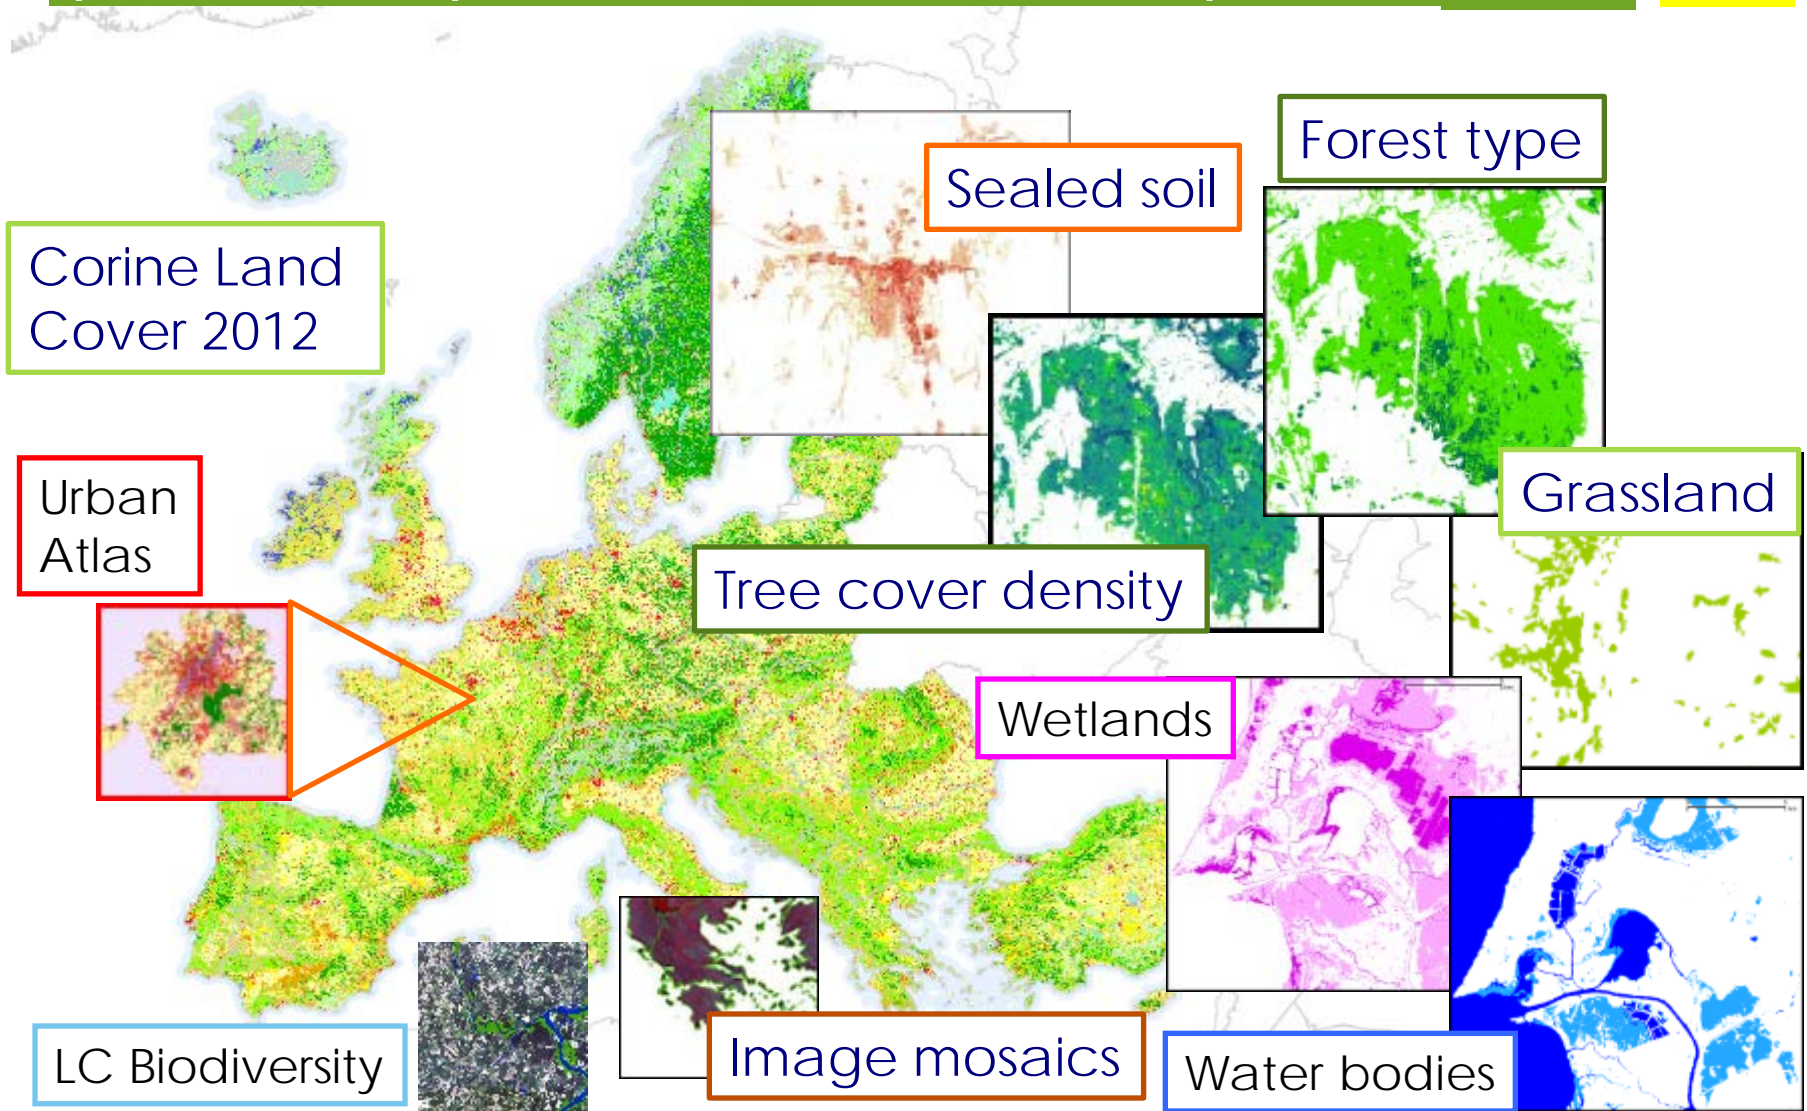 Forest type
Sealed soil
Corine Land
Cover 2012
Urban
Atlas
Grassland
Tree cover density
Wetlands
LC Biodiversity
Image mosaics
Water bodies